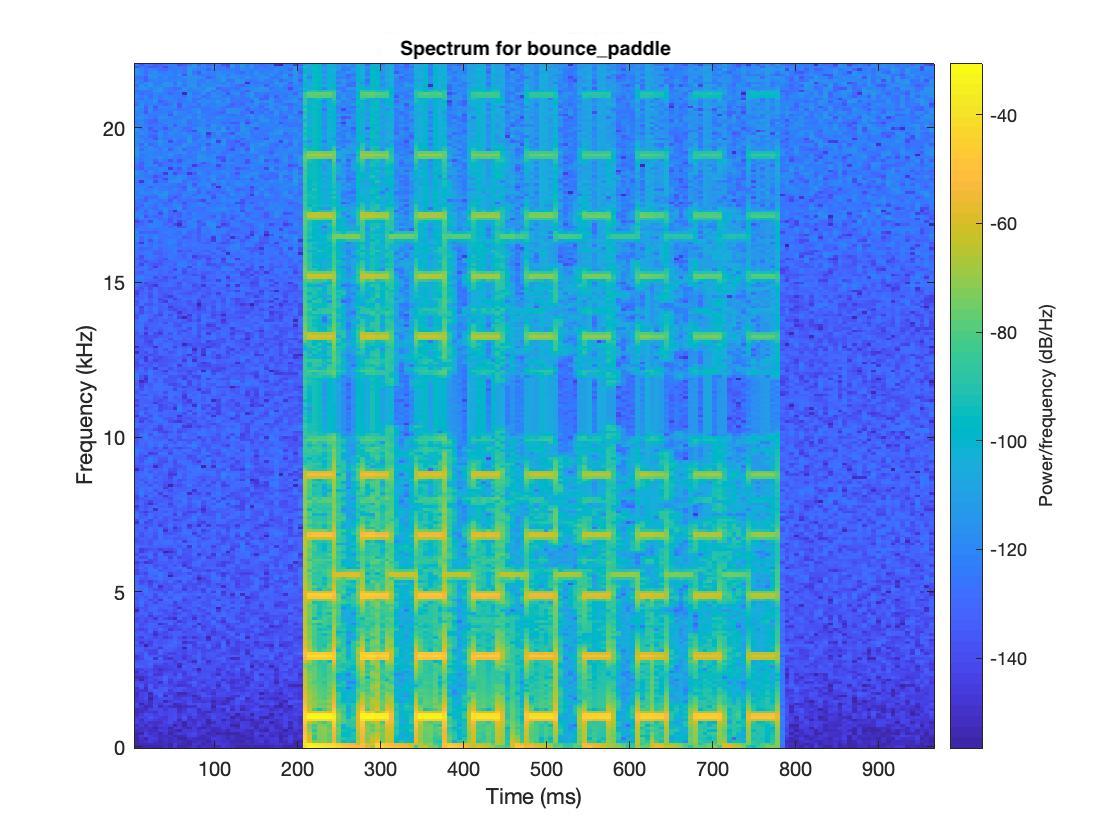 Spectrum for bounce_paddle
20
15
10
5
0
Frequency (kHz)
100 200 300 400 500 600 700 800 900
Time (ms)
-40
-60
-80
-100
-120
-140
Power/frequency (dB/Hz)